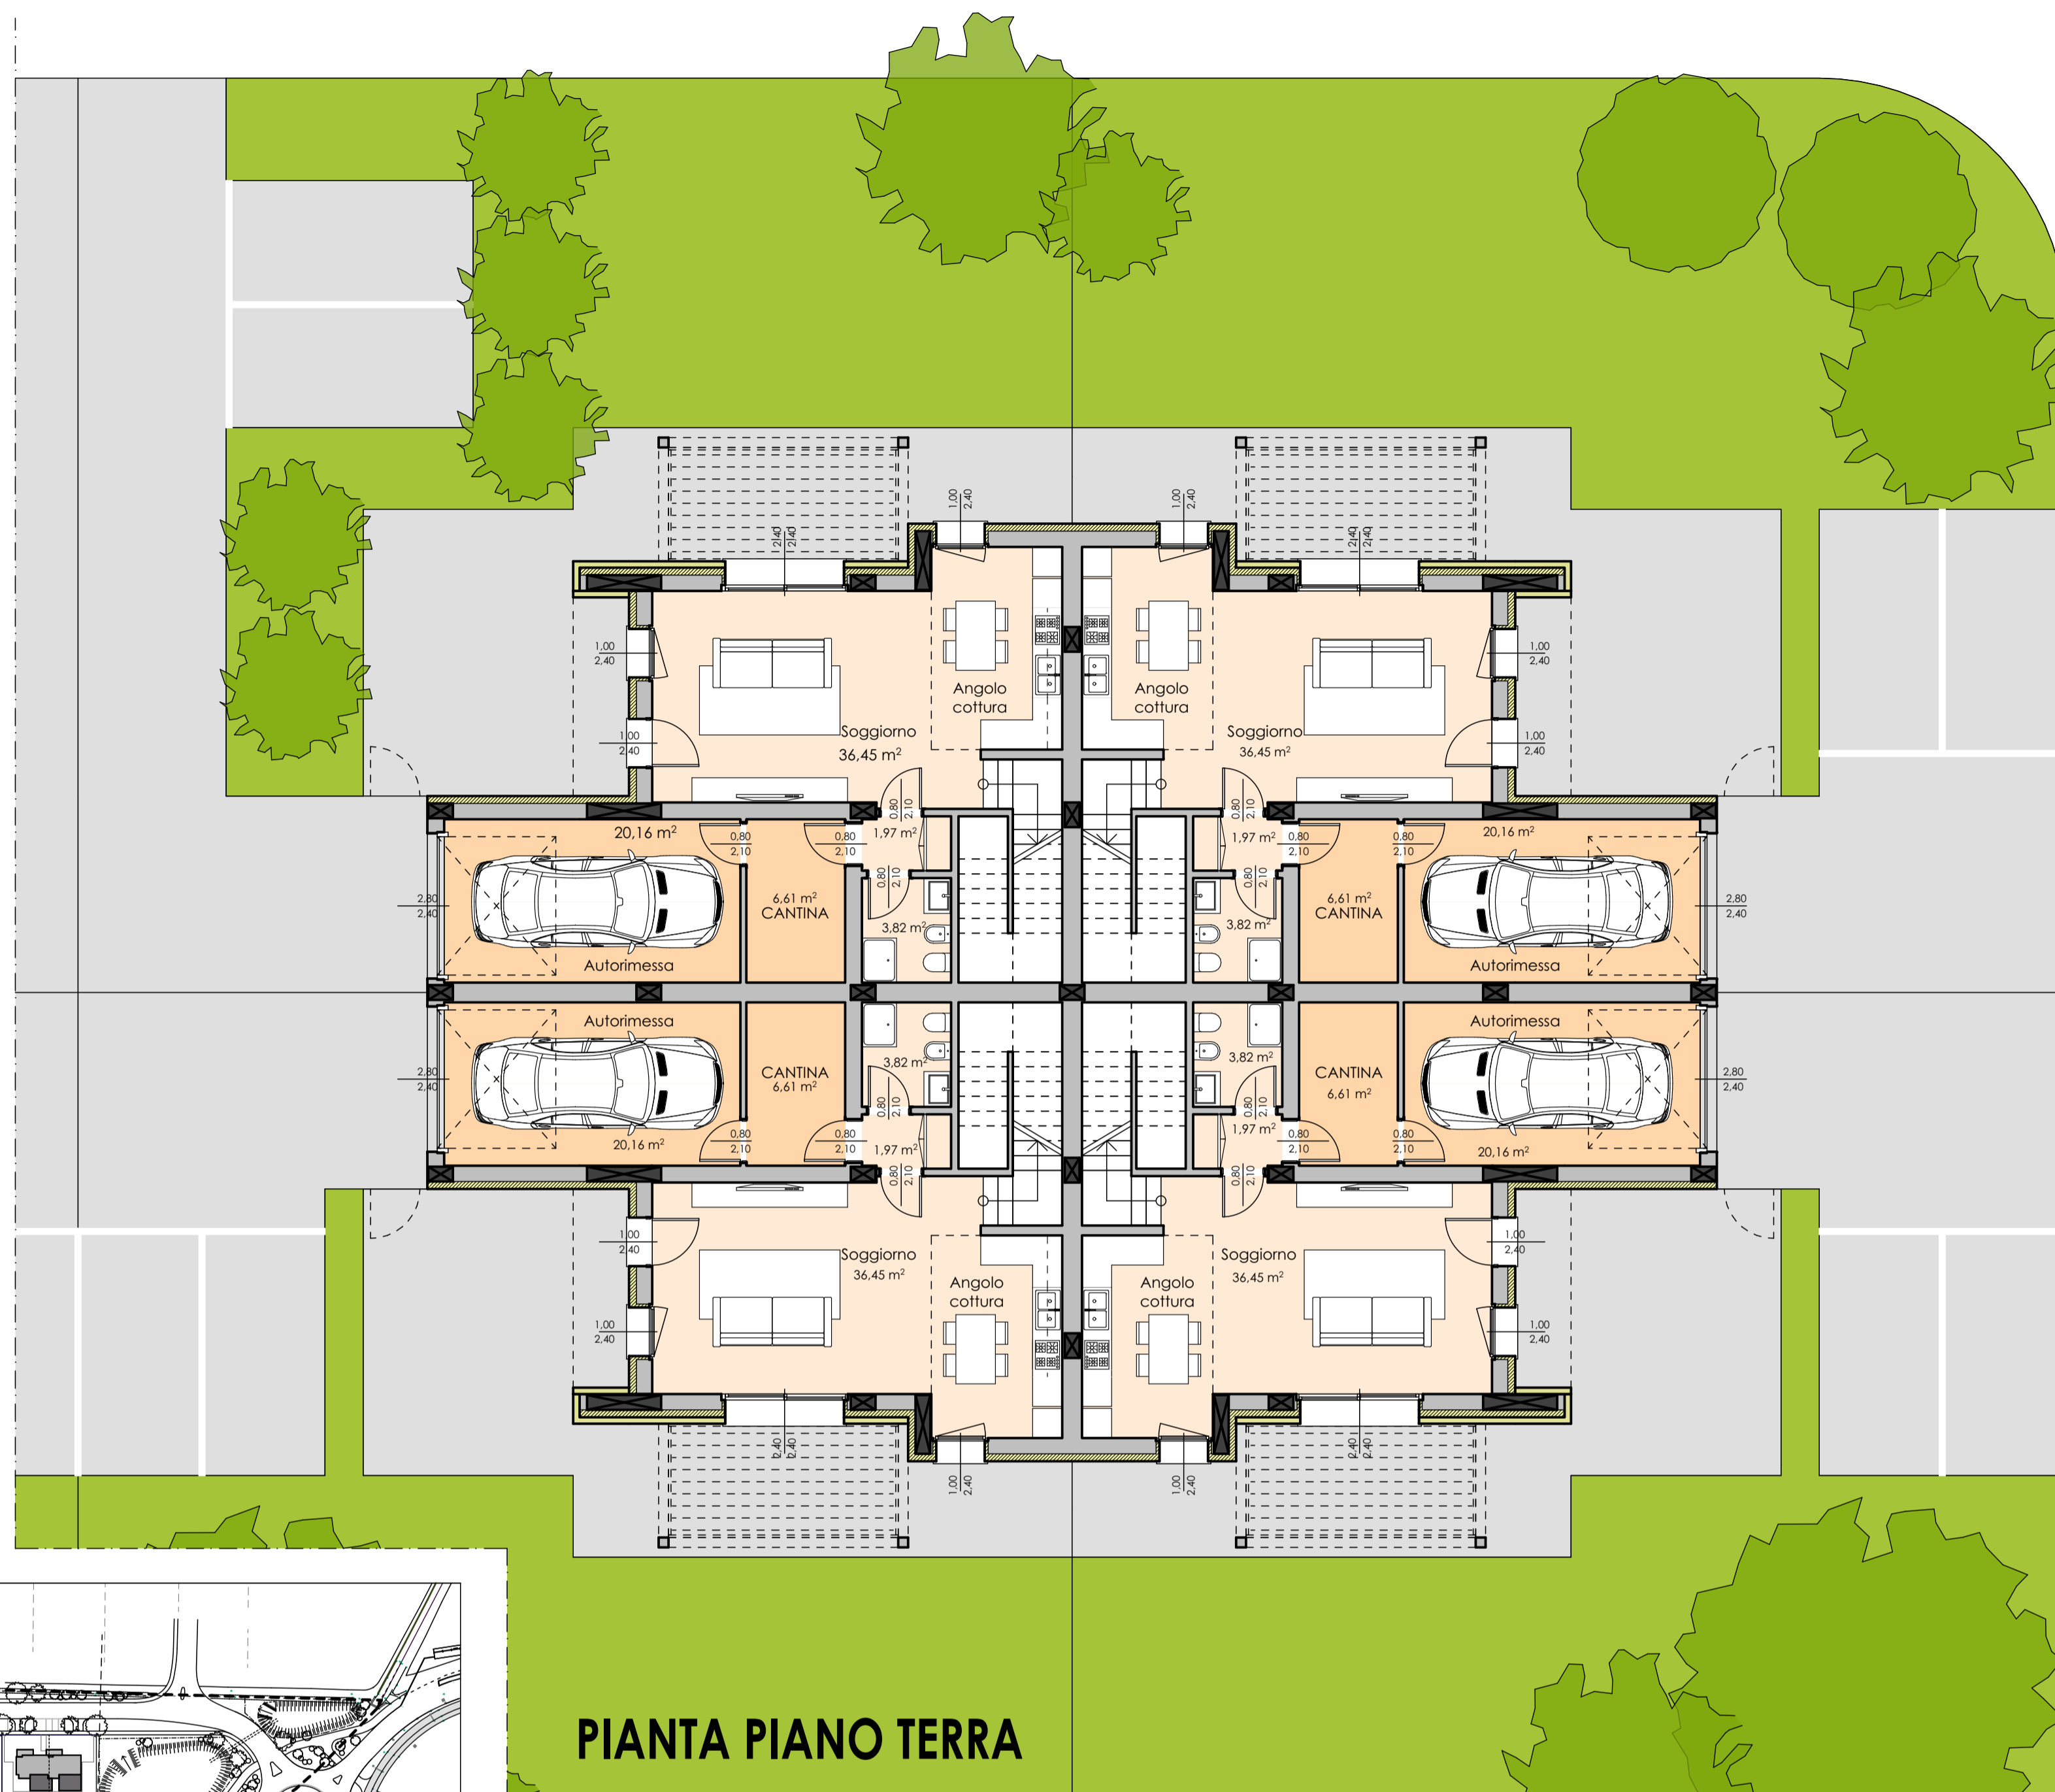 1,00
2,40
1,00
2,40
2,40
2,40
2,40
2,40
1,00
2,40
Angolo
cottura
Angolo
cottura
1,00
2,40
1,00
2,40
Soggiorno
36,45 m²
Soggiorno
36,45 m²
1,00
2,40
0,80
2,10
0,80
2,10
20,16 m²
0,80
2,10
0,80
2,10
1,97 m²
1,97 m²
0,80
2,10
0,80
2,10
20,16 m²
0,80
2,10
0,80
2,10
2,80
2,40
6,61 m²
CANTINA
3,82 m²
3,82 m²
6,61 m²
CANTINA
2,80
2,40
Autorimessa
Autorimessa
Autorimessa
Autorimessa
2,80
2,40
CANTINA
6,61 m²
3,82 m²
3,82 m²
CANTINA
6,61 m²
2,80
2,40
0,80
2,10
0,80
2,10
20,16 m²
0,80
2,10
0,80
2,10
1,97 m²
1,97 m²
0,80
2,10
0,80
2,10
20,16 m²
0,80
2,10
0,80
2,10
1,00
2,40
Soggiorno
36,45 m²
Soggiorno
36,45 m²
1,00
2,40
Angolo
cottura
Angolo
cottura
1,00
2,40
1,00
2,40
2,40
2,40
2,40
2,40
1,00
2,40
1,00
2,40
PIANTA PIANO TERRA